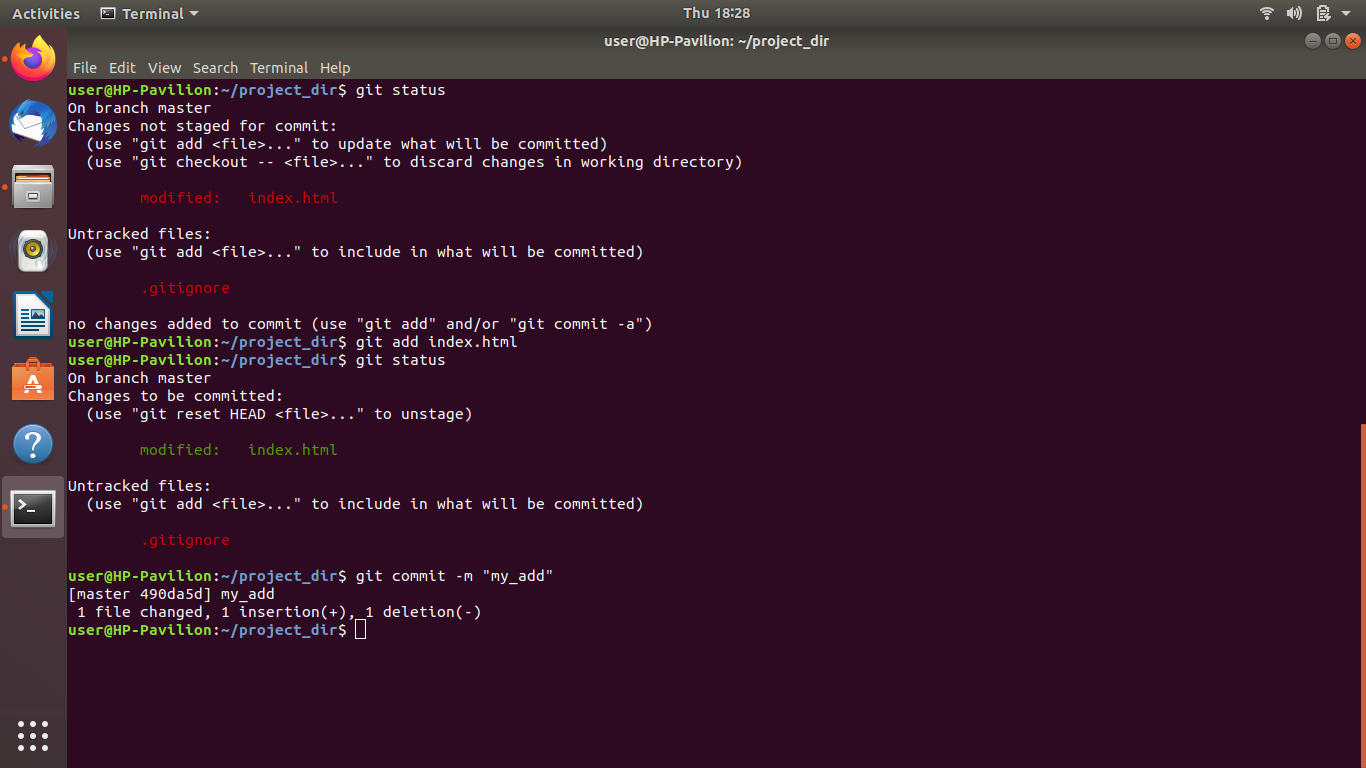 Activities Terminal Thu 18:28
user@HP-Pavilion: ~/project_dir
File Edit View Search Terminal Help
user@HP-Pavilion:~/project_dir$ git status
On branch master
Changes not staged for commit:
  (use "git add <file>..." to update what will be committed)
  (use "git checkout -- <file>..." to discard changes in working directory)
        modified:   index.html
Untracked files:
  (use "git add <file>..." to include in what will be committed)
        .gitignore
no changes added to commit (use "git add" and/or "git commit -a")
user@HP-Pavilion:~/project_dir$ git add index.html
user@HP-Pavilion:~/project_dir$ git status
On branch master
Changes to be committed:
  (use "git reset HEAD <file>..." to unstage)
        modified:   index.html
Untracked files:
  (use "git add <file>..." to include in what will be committed)
        .gitignore
user@HP-Pavilion:~/project_dir$ git commit -m "my_add"
[master 490da5d] my_add
 1 file changed, 1 insertion(+), 1 deletion(-)
user@HP-Pavilion:~/project_dir$